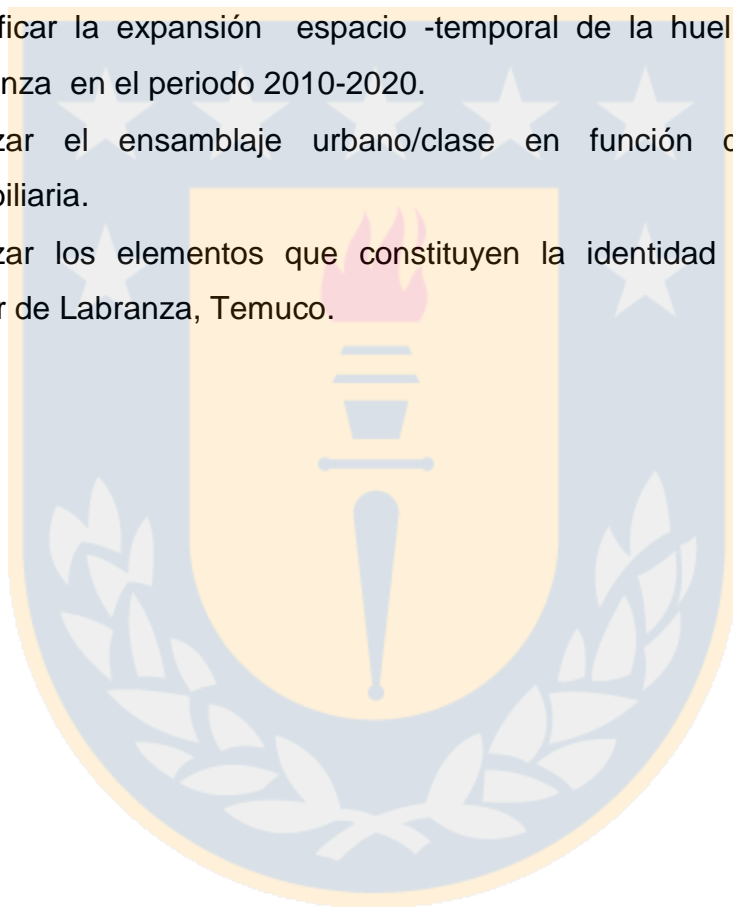 ficar la expansión espacio -temporal de la huel
nza en el periodo 2010-2020.
zar el ensamblaje urbano/clase en función
biliaria.
zar los elementos que constituyen la identidad
r de Labranza, Temuco.